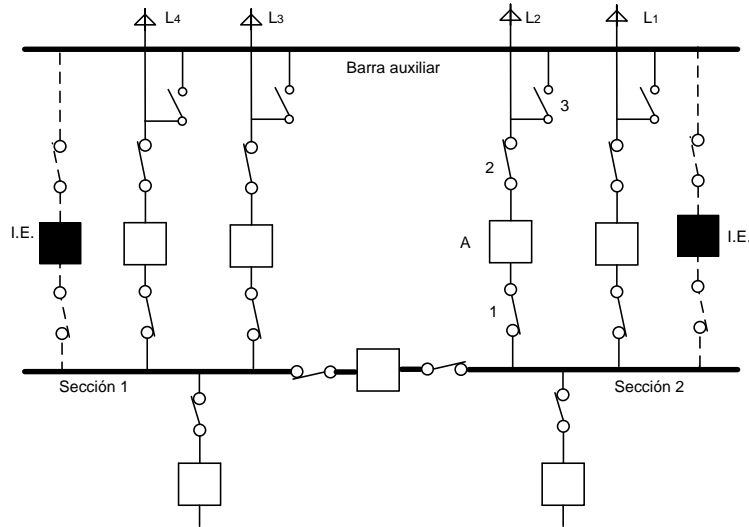 L4
L3
L2
L1
Barra auxiliar
3
2
I.E.
A
I.E.
1
Sección 1
Sección 2